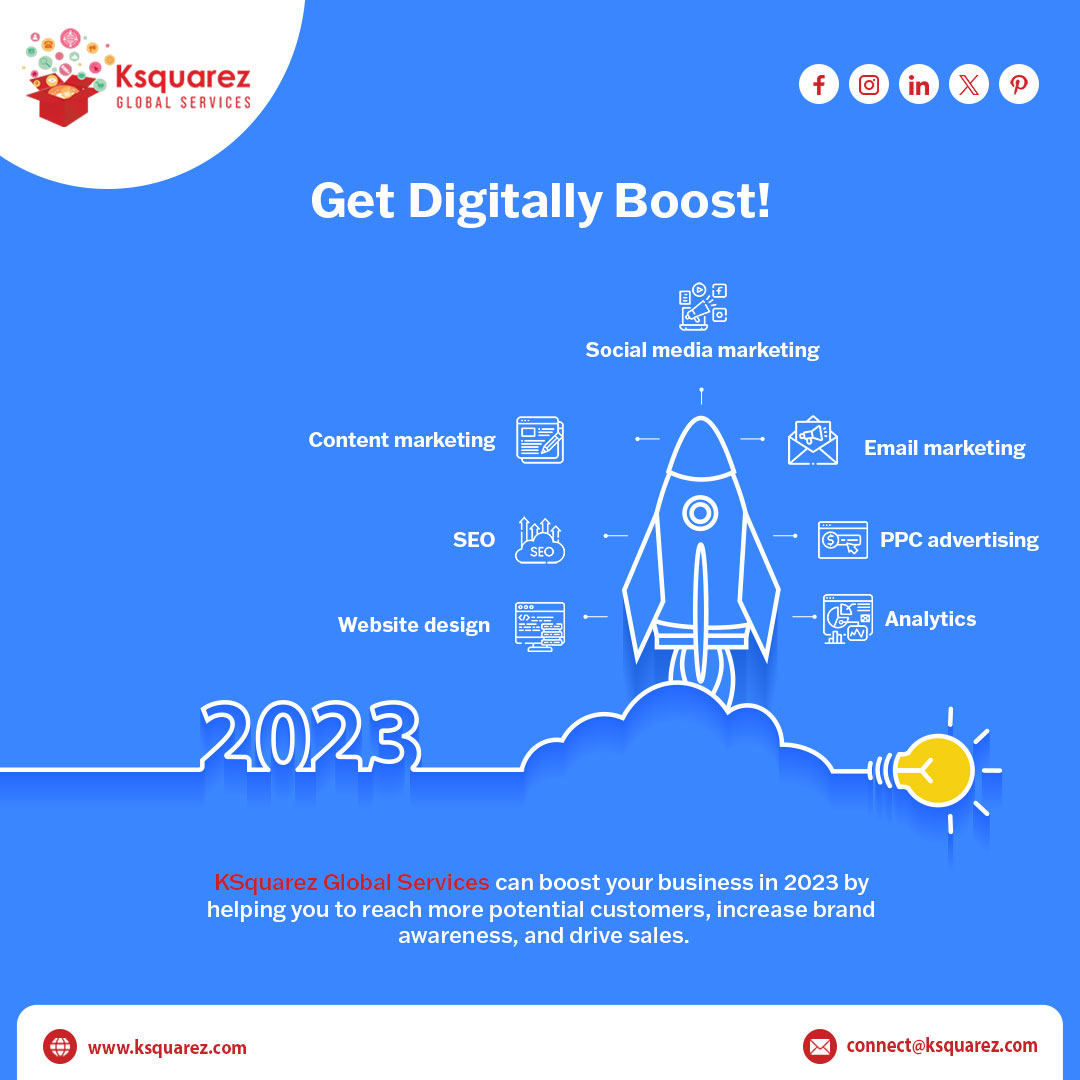 Ksquarez
GLOBAL SERVICES
Get Digitally Boost!
Social media marketing
Content marketing
Email marketing
SEO
SEO
PPC advertising
Website design
Analytics
2023
KSquarez Global Services can boost your business in 2023 by
helping you to reach more potential customers, increase brand
awareness, and drive sales.
www.ksquarez.com
connect@ksquarez.com